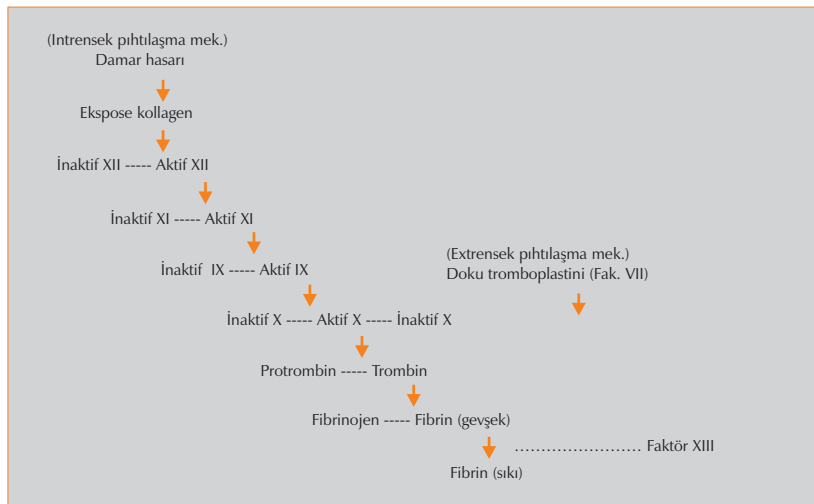 (Intrensek pıhtılaşma mek.)
Damar hasarı
Ekspose kollagen
İnaktif XII ----- Aktif XII
İnaktif XI ----- Aktif XI
İnaktif IX ----- Aktif IX
(Extrensek pıhtılaşma mek.)
Doku tromboplastini (Fak. VII)
İnaktif X ----- Aktif X ----- İnaktif X
Protrombin ----- Trombin
Fibrinojen ----- Fibrin (gevşek)
........................ Faktör XIII
Fibrin (sıkı)